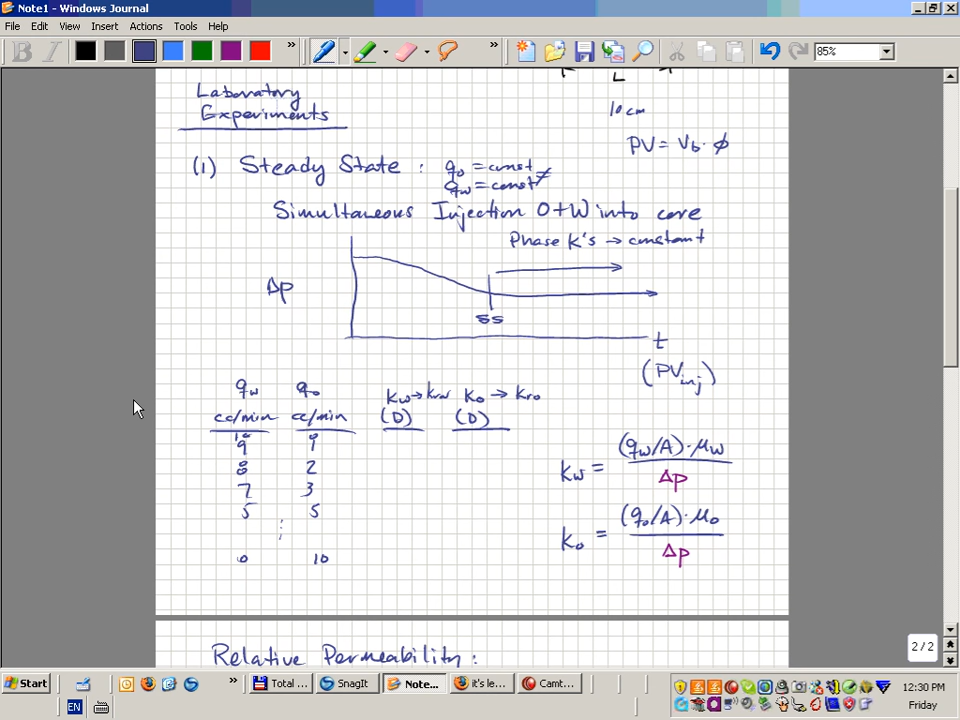 Note1 - Windows Journal
File Edit View Insert Actions Tools Help
B I » » 85%
L
10 cm
Laboratory
Experiments
PV = Vb · φ
(1) Steady State : qo = const
qw = const ≠
Simultaneous Injection O+W into core
Phase K's → constant
Δp
ss
t
(PVinj)
qw qo kw → krw ko → kro
cc/min cc/min (D) (D)
10 0
9 1
8 2
7 3
5 5
⋮
0 10
kw = (qw/A) · μw
Δp
ko = (qo/A) · μo
Δp
2/2
Relative Permeability:
Start » Total ... SnagIt Note... it's le... Camt...
12:30 PM
EN
Friday